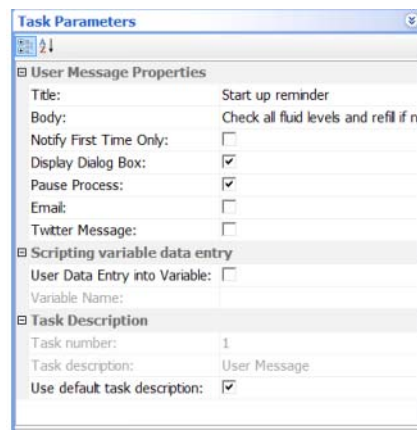 Task Parameters
User Message Properties
Title: Start up reminder
Body: Check all fluid levels and refill if n
Notify First Time Only:
Display Dialog Box:
Pause Process:
Email:
Twitter Message:
Scripting variable data entry
User Data Entry into Variable:
Variable Name:
Task Description
Task number: 1
Task description: User Message
Use default task description: